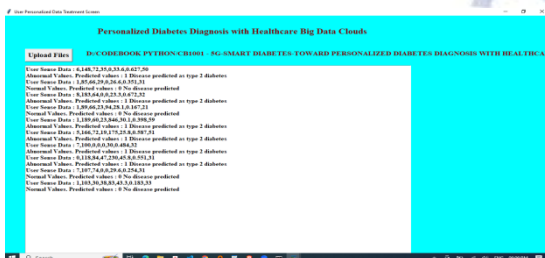 User Personalized Data Treatment Screen
Personalized Diabetes Diagnosis with Healthcare Big Data Clouds
Upload Files
D:/CODEBOOK PYTHON/CB1001 - 5G-SMART DIABETES-TOWARD PERSONALIZED DIABETES DIAGNOSIS WITH HEALTHCA
User Sense Data : 6,148,72,35,0,33.6,0.627,50
Abnormal Values. Predicted values : 1 Disease predicted as type 2 diabetes
User Sense Data : 1,85,66,29,0,26.6,0.351,31
Normal Values. Predicted values : 0 No disease predicted
User Sense Data : 8,183,64,0,0,23.3,0.672,32
Abnormal Values. Predicted values : 1 Disease predicted as type 2 diabetes
User Sense Data : 1,89,66,23,94,28.1,0.167,21
Normal Values. Predicted values : 0 No disease predicted
User Sense Data : 1,189,60,23,846,30.1,0.398,59
Abnormal Values. Predicted values : 1 Disease predicted as type 2 diabetes
User Sense Data : 5,166,72,19,175,25.8,0.587,51
Abnormal Values. Predicted values : 1 Disease predicted as type 2 diabetes
User Sense Data : 7,100,0,0,0,30,0.484,32
Abnormal Values. Predicted values : 1 Disease predicted as type 2 diabetes
User Sense Data : 0,118,84,47,230,45.8,0.551,31
Abnormal Values. Predicted values : 1 Disease predicted as type 2 diabetes
User Sense Data : 7,107,74,0,0,29.6,0.254,31
Normal Values. Predicted values : 0 No disease predicted
User Sense Data : 1,103,30,38,83,43.3,0.183,33
Normal Values. Predicted values : 0 No disease predicted
Search
ENG